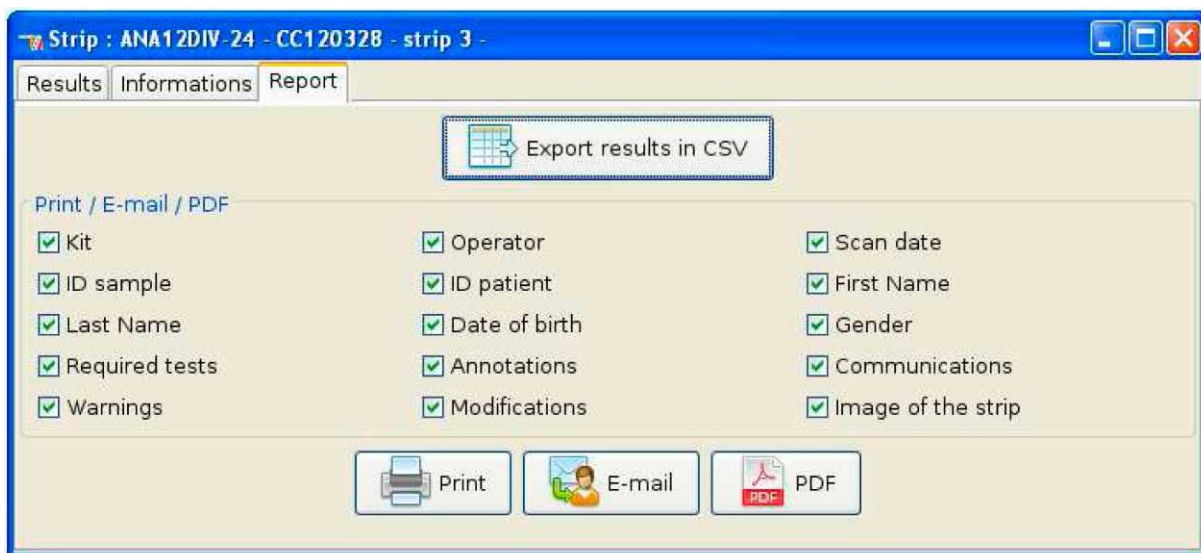 Strip : ANA12DIV-24 - CC120328 - strip 3 -
Results Informations Report
Export results in CSV
Print / E-mail / PDF
Kit Operator Scan date
ID sample ID patient First Name
Last Name Date of birth Gender
Required tests Annotations Communications
Warnings Modifications Image of the strip
Print E-mail PDF PDF